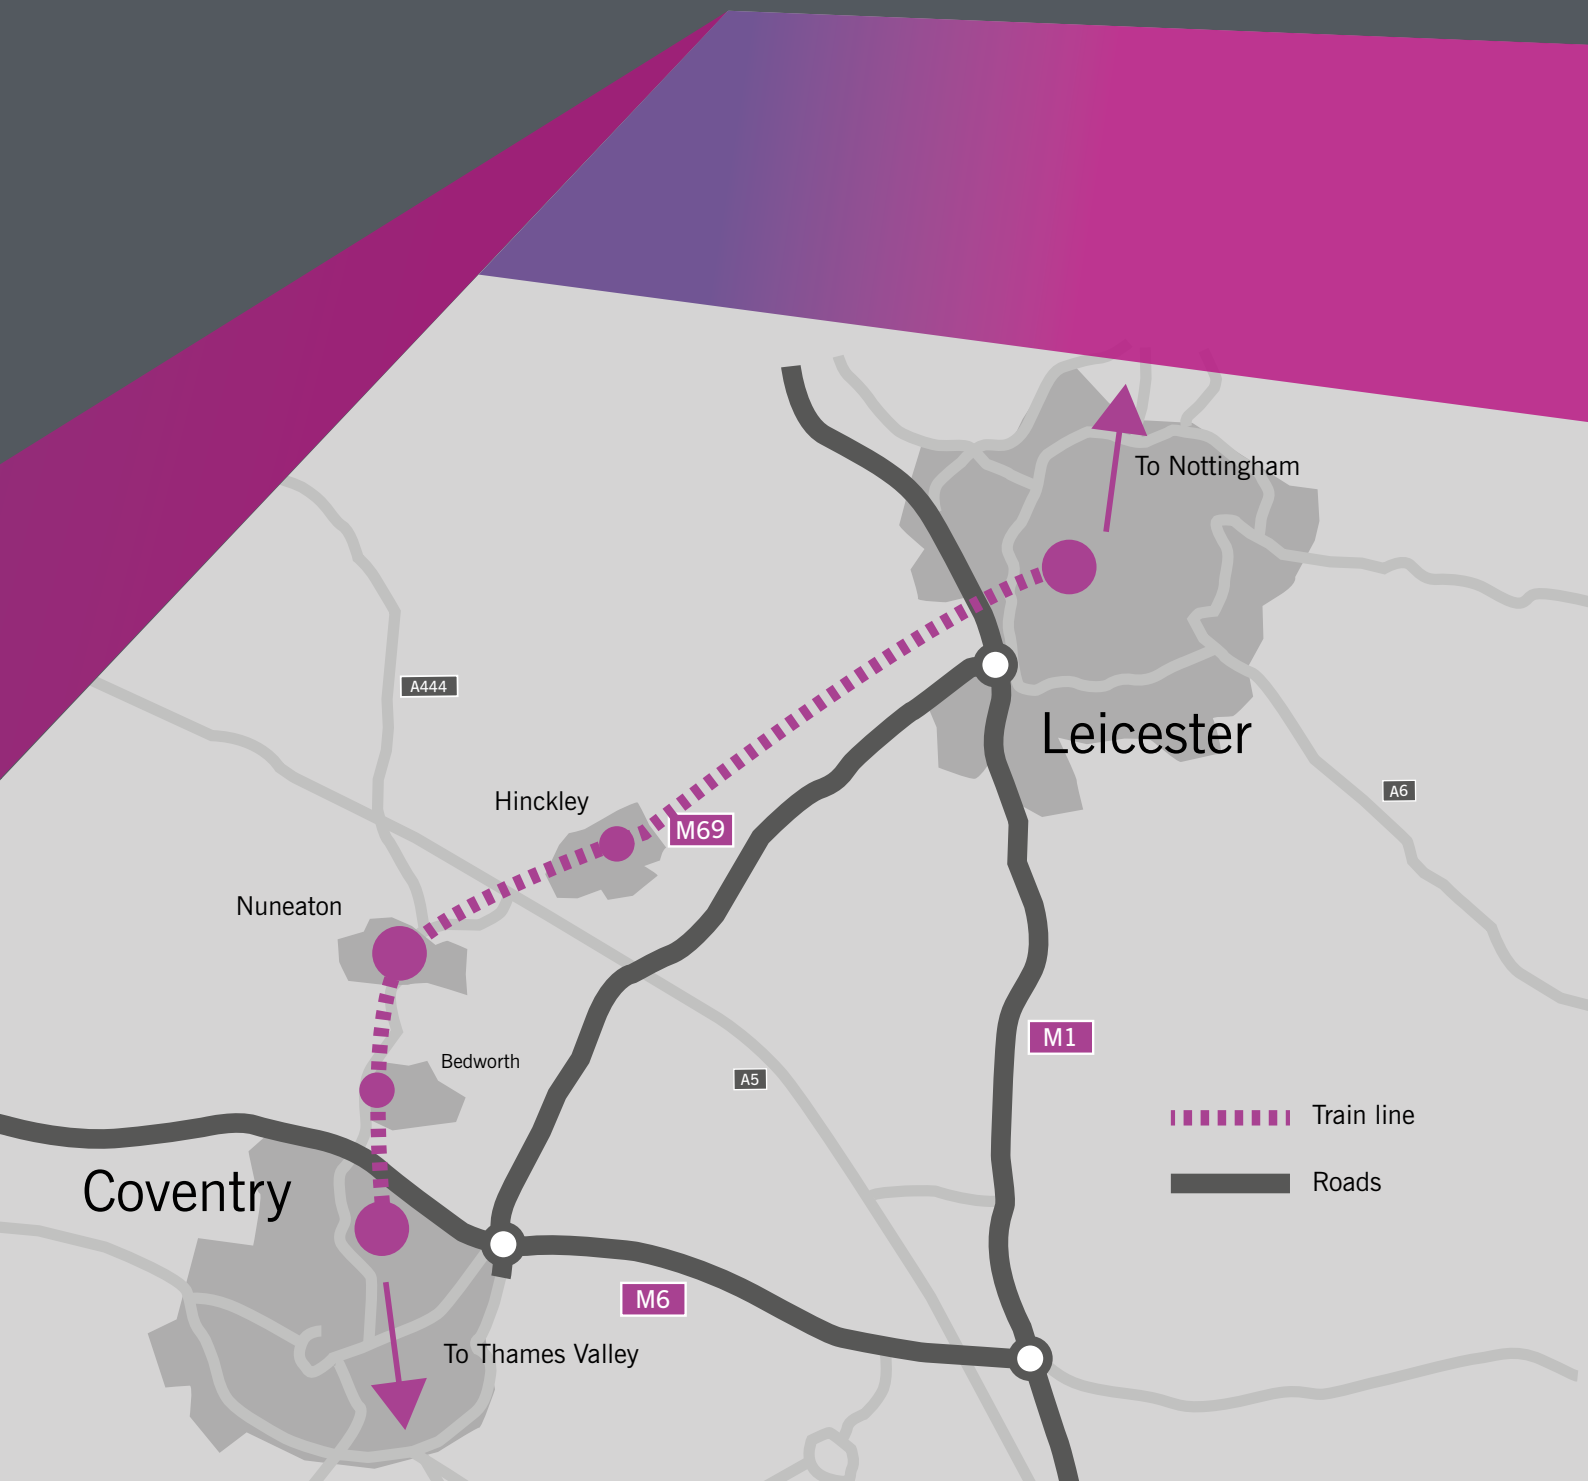 To Nottingham
A444
Leicester
A6
Hinckley
M69
Nuneaton
M1
Bedworth
A5
Train line
Coventry
Roads
M6
To Thames Valley